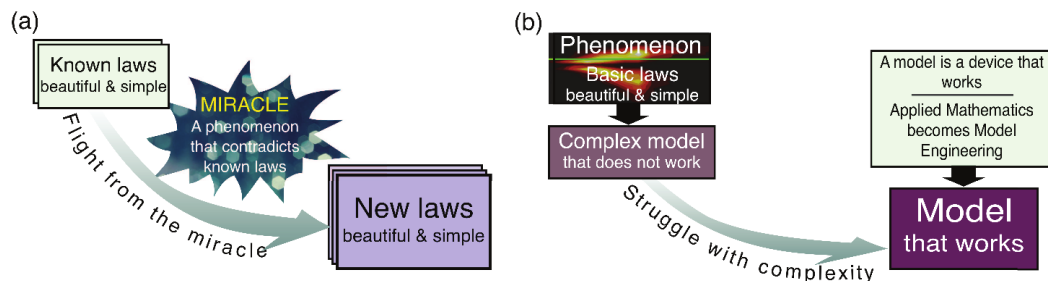 (a)
Known laws
beautiful & simple
MIRACLE
A phenomenon
that contradicts
known laws
Flight from the miracle
New laws
beautiful & simple
(b)
Phenomenon
Basic laws
beautiful & simple
Complex model
that does not work
Struggle with complexity
A model is a device that
works
Applied Mathematics
becomes Model
Engineering
Model
that works